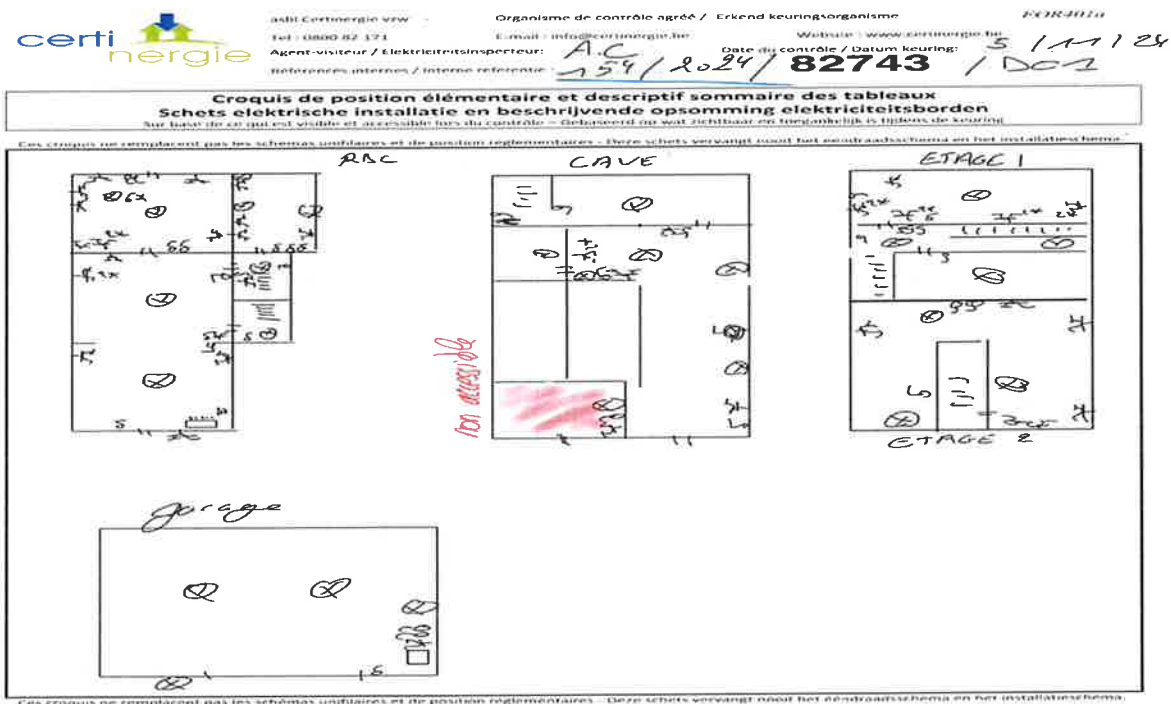 certinergie
asbl Certinergie vzw - Organisme de contrôle agréé / Erkend keuringsorganisme FOR401a
Tel : 0800 82 171 E-mail : info@certinergie.be Website : www.certinergie.be
Agent-visiteur / Elektriciteitsinspecteur: A.C Date du contrôle / Datum keuring: 5 / 11 / 24
Références internes / interne referentie : 154 / 2024 / 82743 / D01
Croquis de position élémentaire et descriptif sommaire des tableaux
Schets elektrische installatie en beschrijvende opsomming elektriciteitsborden
Sur base de ce qui est visible et accessible lors du contrôle – Gebaseerd op wat zichtbaar en toegankelijk is tijdens de keuring
Ces croquis ne remplacent pas les schémas unifilaires et de position réglementaires - Deze schets vervangt nooit het eendraadsschema en het installatieschema.
CAVE
ETAGE 1
non accessible
ETAGE 2
garage
Ces croquis ne remplacent pas les schémas unifilaires et de position réglementaires - Deze schets vervangt nooit het eendraadsschema en het installatieschema.